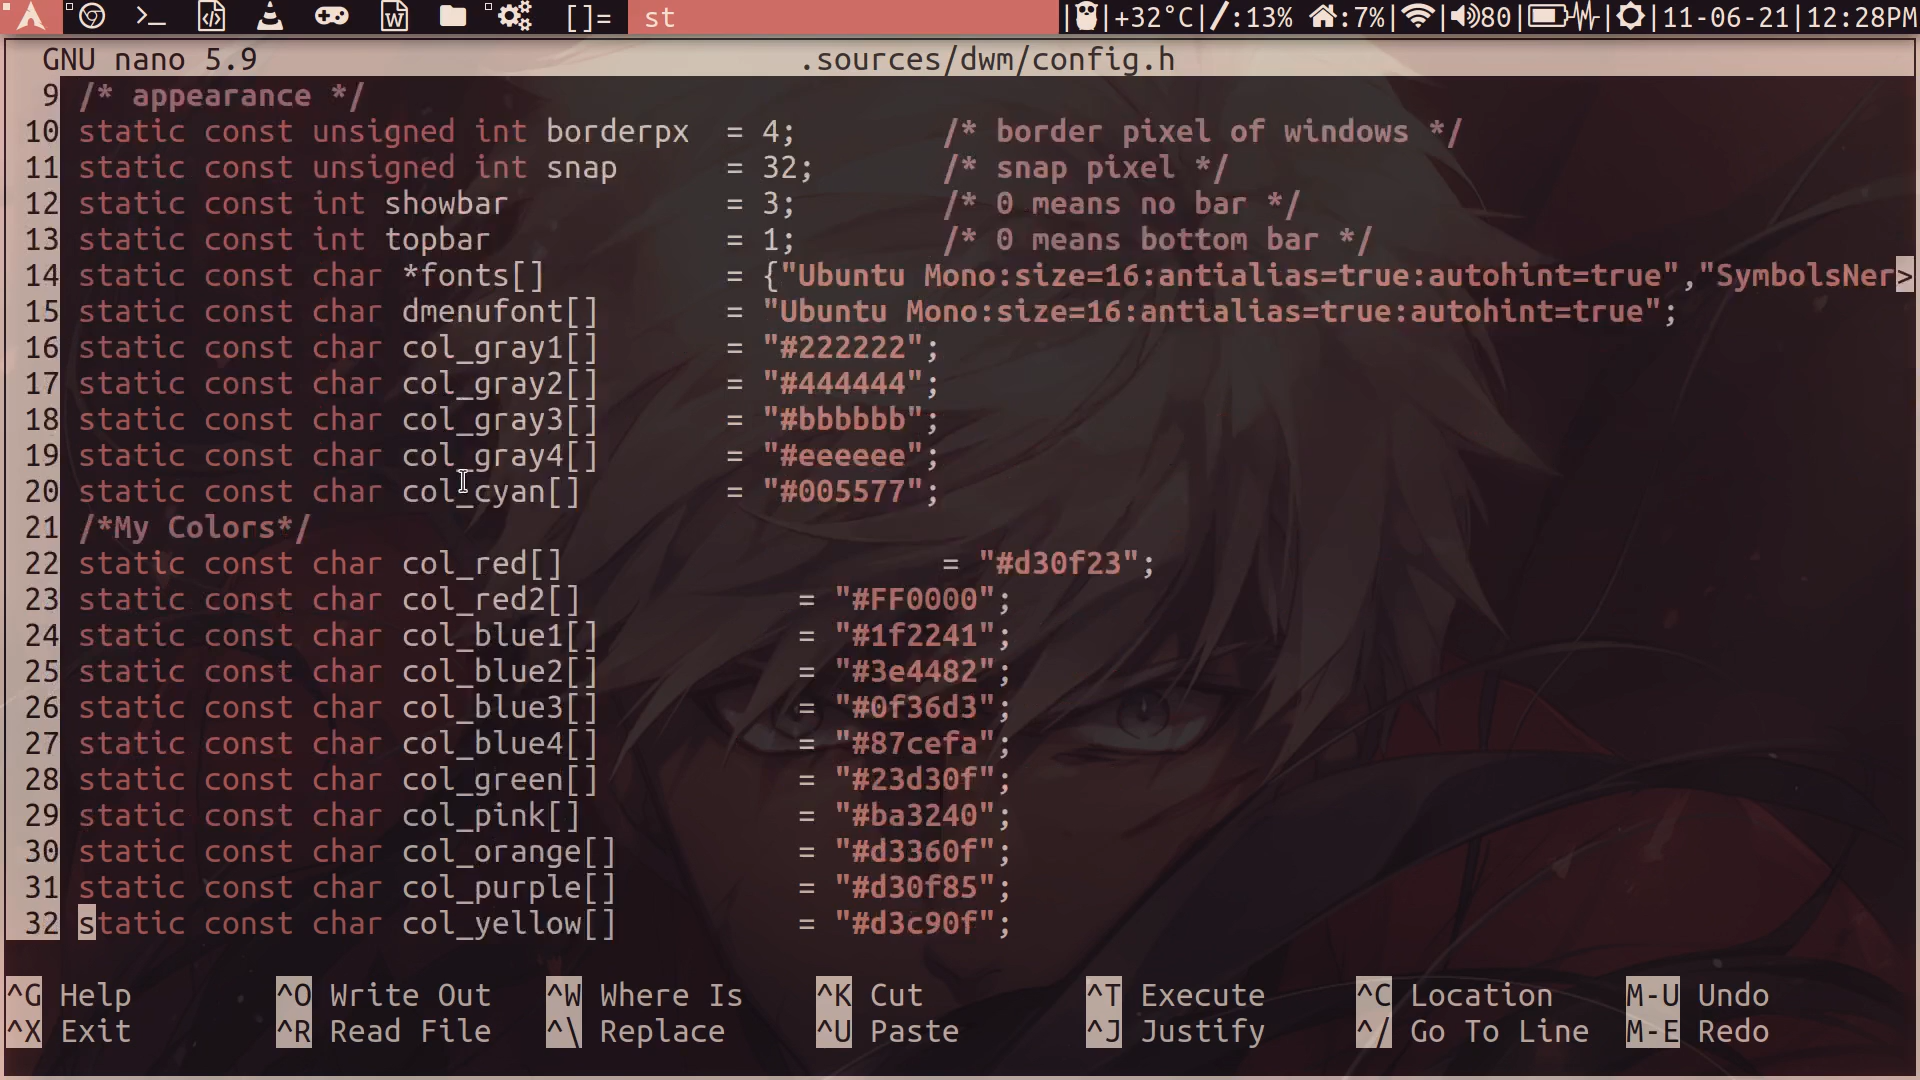 []= st |+32°C|/:13% :7%| | 80| | |11-06-21|12:28PM
GNU nano 5.9 .sources/dwm/config.h
9 /* appearance */
10 static const unsigned int borderpx = 4; /* border pixel of windows */
11 static const unsigned int snap = 32; /* snap pixel */
12 static const int showbar = 3; /* 0 means no bar */
13 static const int topbar = 1; /* 0 means bottom bar */
14 static const char *fonts[] = {"Ubuntu Mono:size=16:antialias=true:autohint=true","SymbolsNer>
15 static const char dmenufont[] = "Ubuntu Mono:size=16:antialias=true:autohint=true";
16 static const char col_gray1[] = "#222222";
17 static const char col_gray2[] = "#444444";
18 static const char col_gray3[] = "#bbbbbb";
19 static const char col_gray4[] = "#eeeeee";
20 static const char col_cyan[] = "#005577";
21 /*My Colors*/
22 static const char col_red[] = "#d30f23";
23 static const char col_red2[] = "#FF0000";
24 static const char col_blue1[] = "#1f2241";
25 static const char col_blue2[] = "#3e4482";
26 static const char col_blue3[] = "#0f36d3";
27 static const char col_blue4[] = "#87cefa";
28 static const char col_green[] = "#23d30f";
29 static const char col_pink[] = "#ba3240";
30 static const char col_orange[] = "#d3360f";
31 static const char col_purple[] = "#d30f85";
32 static const char col_yellow[] = "#d3c90f";
^G Help ^O Write Out ^W Where Is ^K Cut ^T Execute ^C Location M-U Undo
^X Exit ^R Read File ^\ Replace ^U Paste ^J Justify ^/ Go To Line M-E Redo